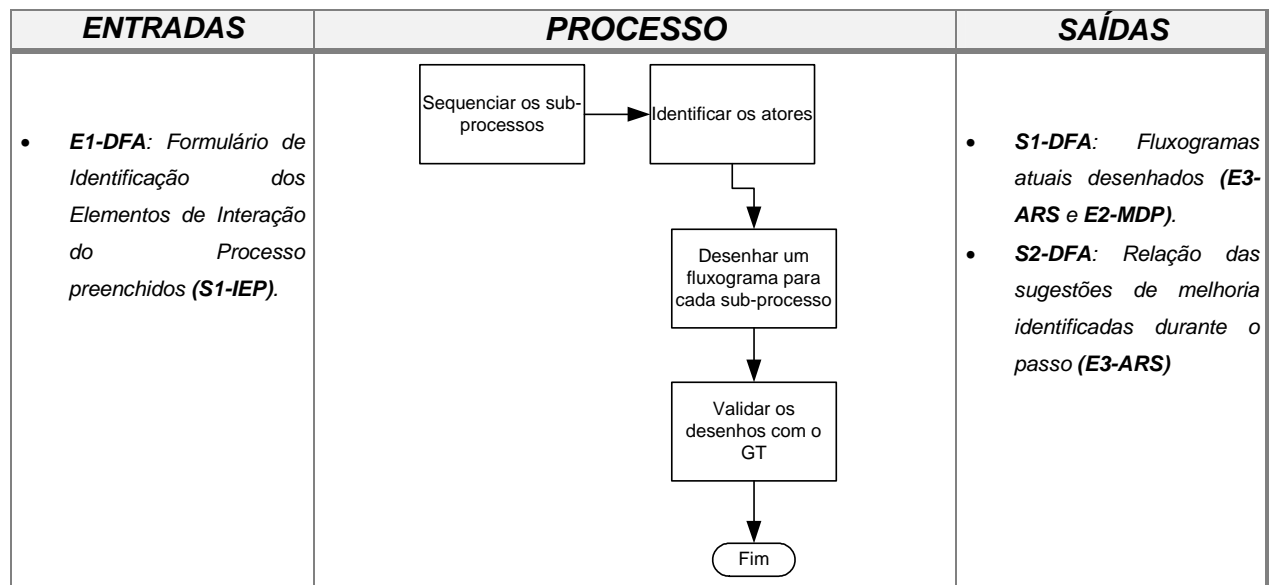 ENTRADAS
PROCESSO
SAÍDAS
• E1-DFA: Formulário de
Identificação dos
Elementos de Interação
do Processo
preenchidos (S1-IEP).
Sequenciar os sub-
processos
Identificar os atores
Desenhar um
fluxograma para
cada sub-processo
Validar os
desenhos com o
GT
Fim
• S1-DFA: Fluxogramas
atuais desenhados (E3-
ARS e E2-MDP).
• S2-DFA: Relação das
sugestões de melhoria
identificadas durante o
passo (E3-ARS)